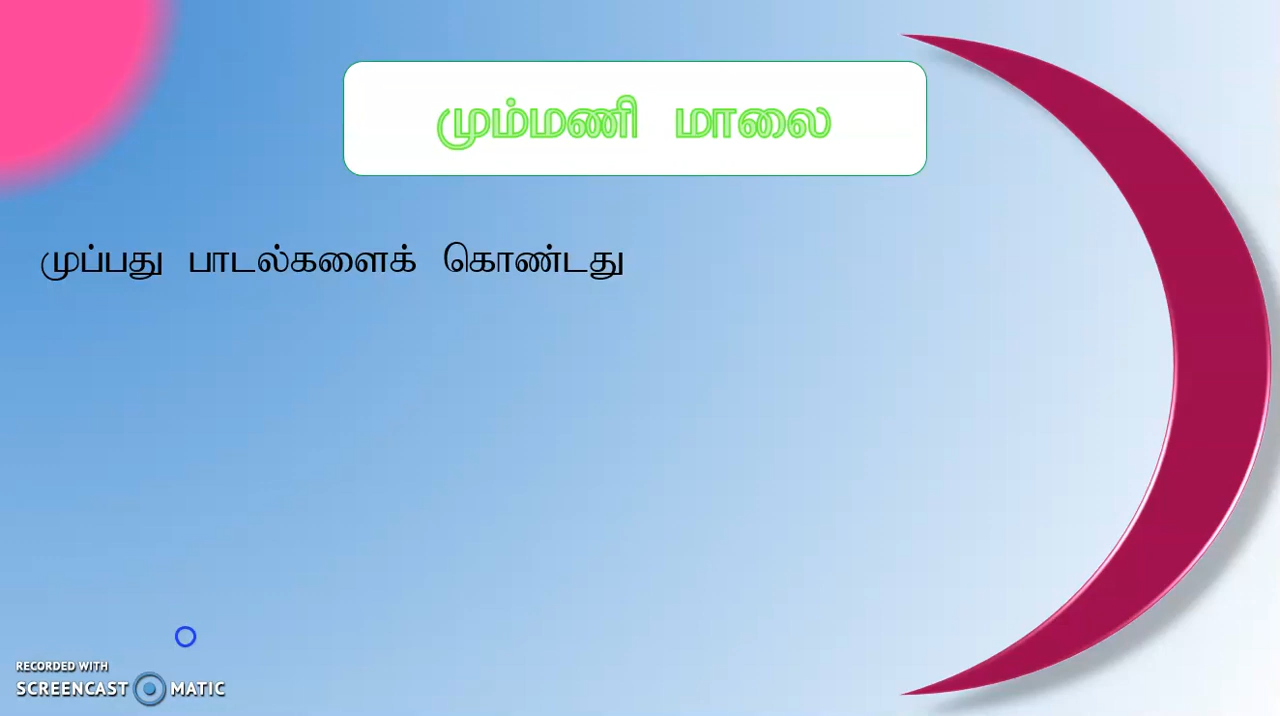 மும்மணி மாலை
முப்பது பாடல்களைக் கொண்டது
RECORDED WITH
SCREENCAST MATIC